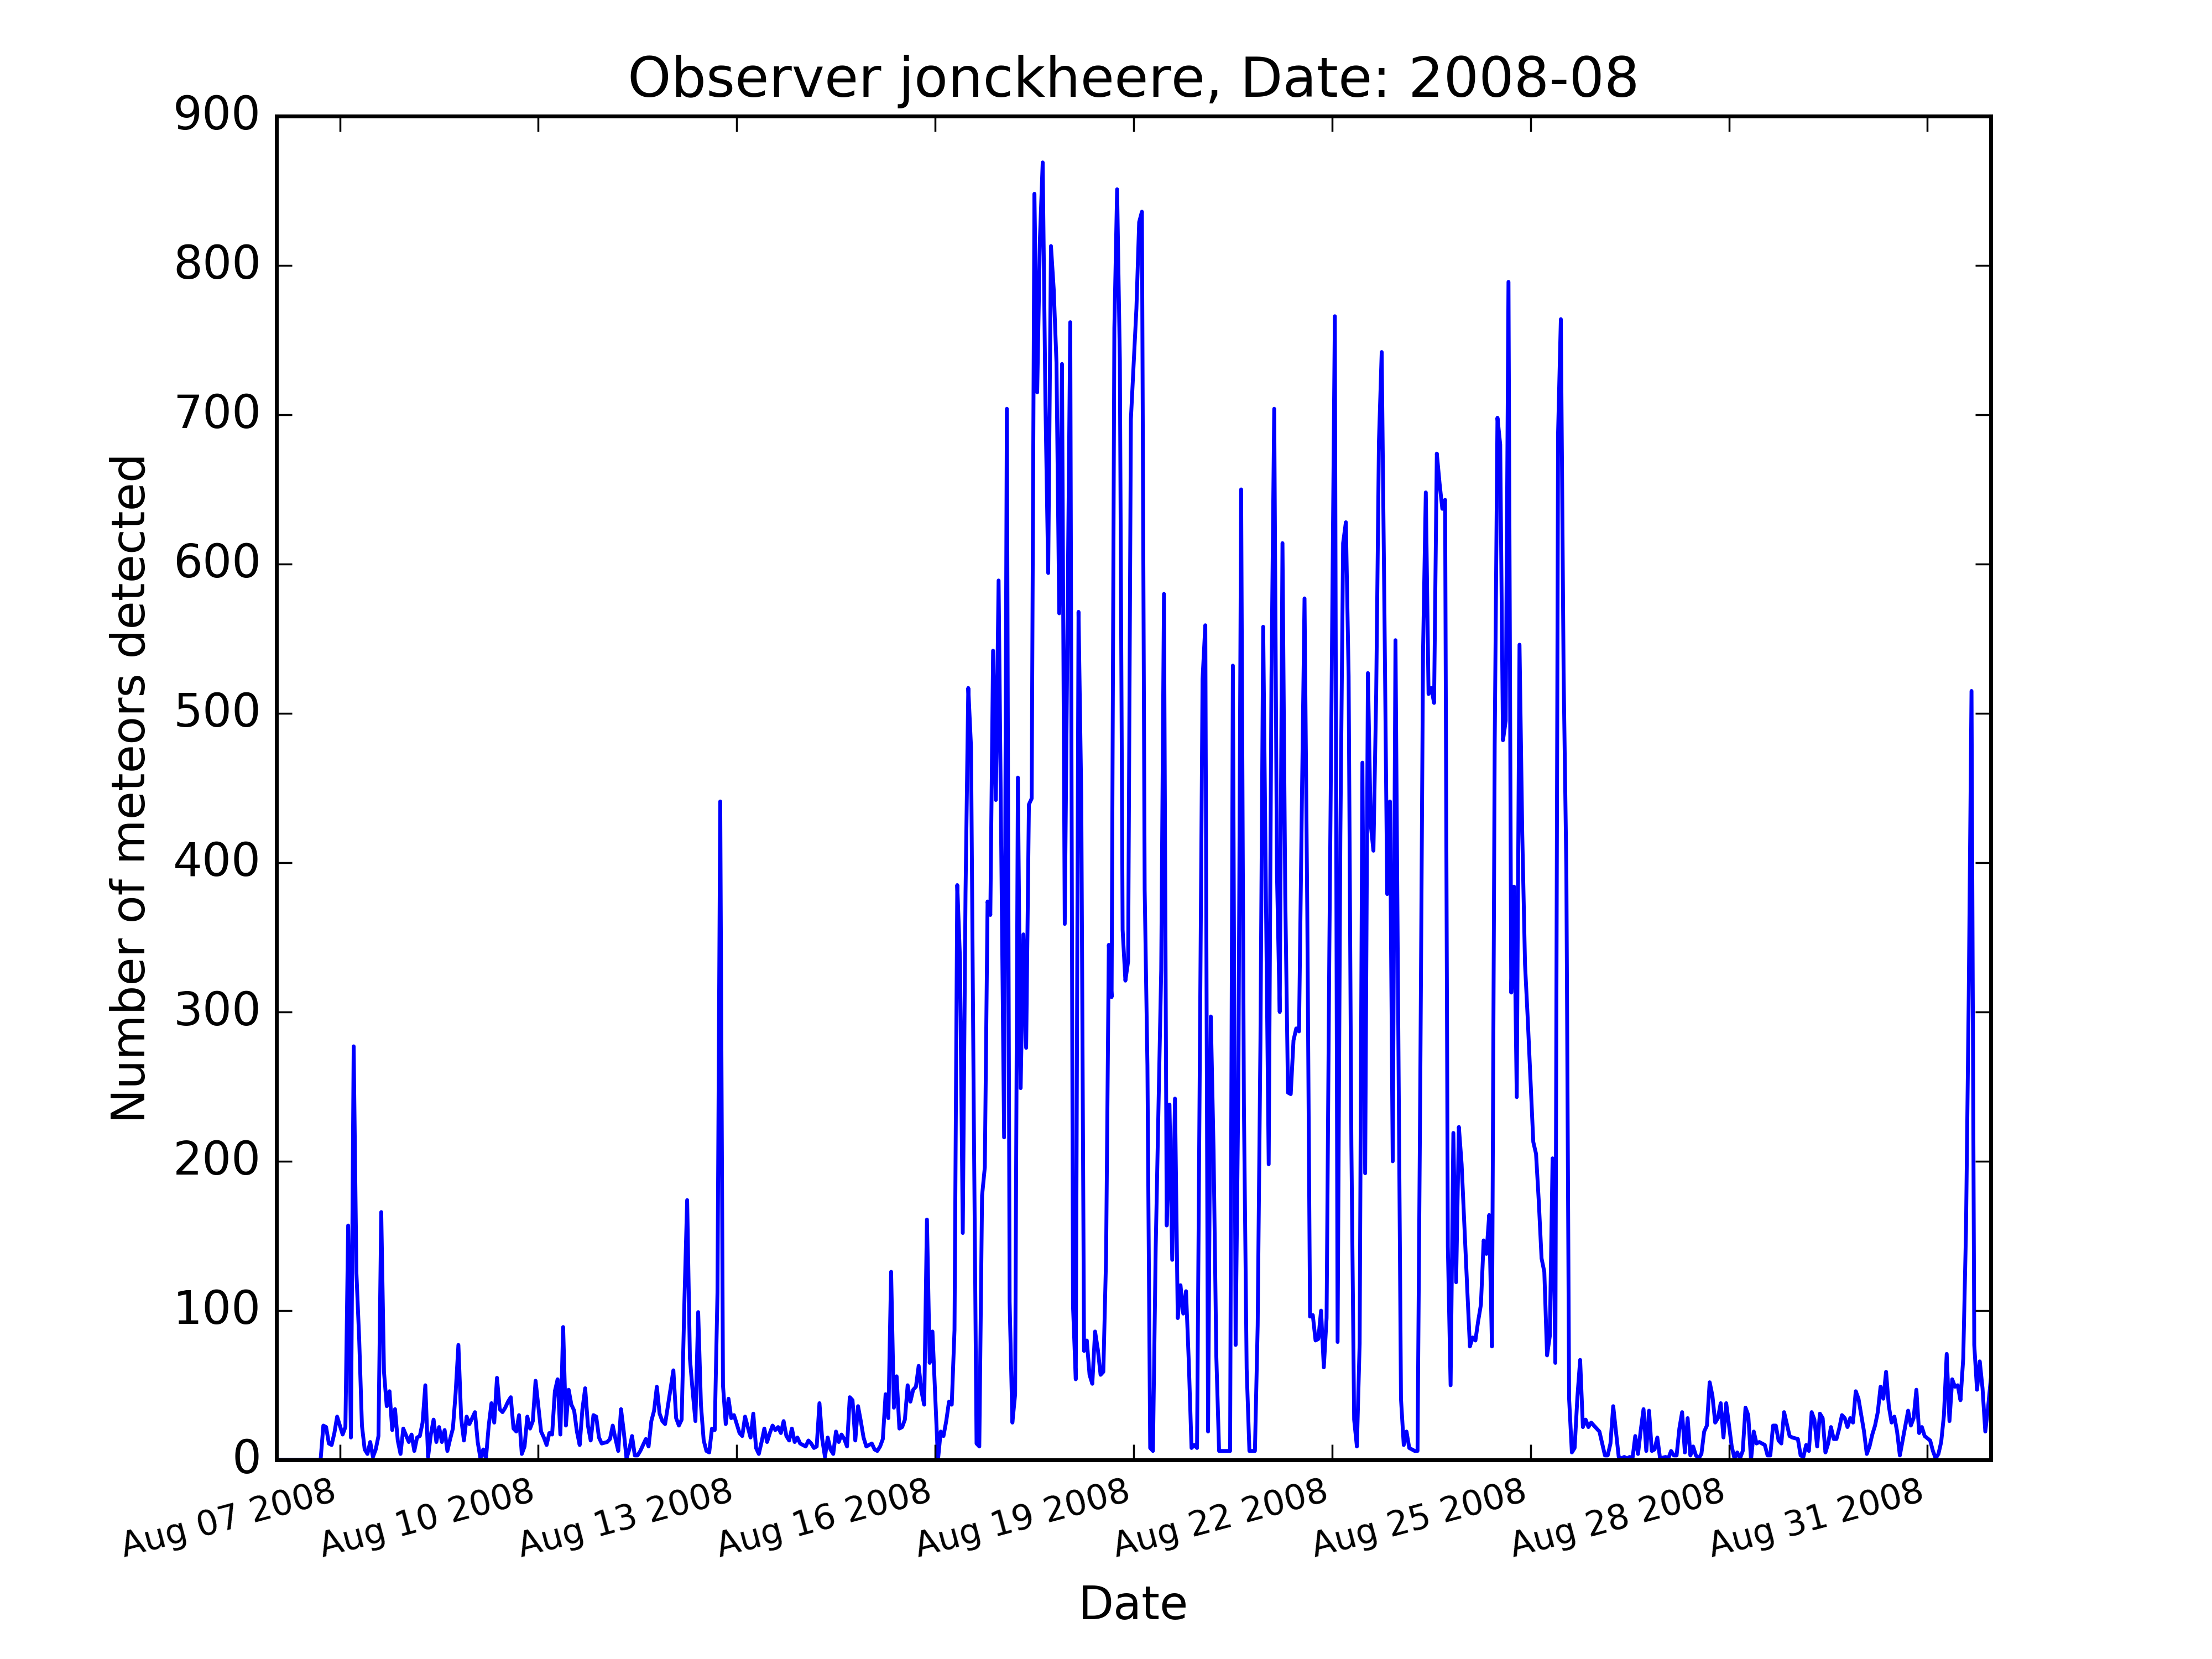 Observer jonckheere, Date: 2008-08
900
800
700
600
500
400
300
200
100
0
Number of meteors detected
Aug 07 2008
Aug 10 2008
Aug 13 2008
Aug 16 2008
Aug 19 2008
Aug 22 2008
Aug 25 2008
Aug 28 2008
Aug 31 2008
Date